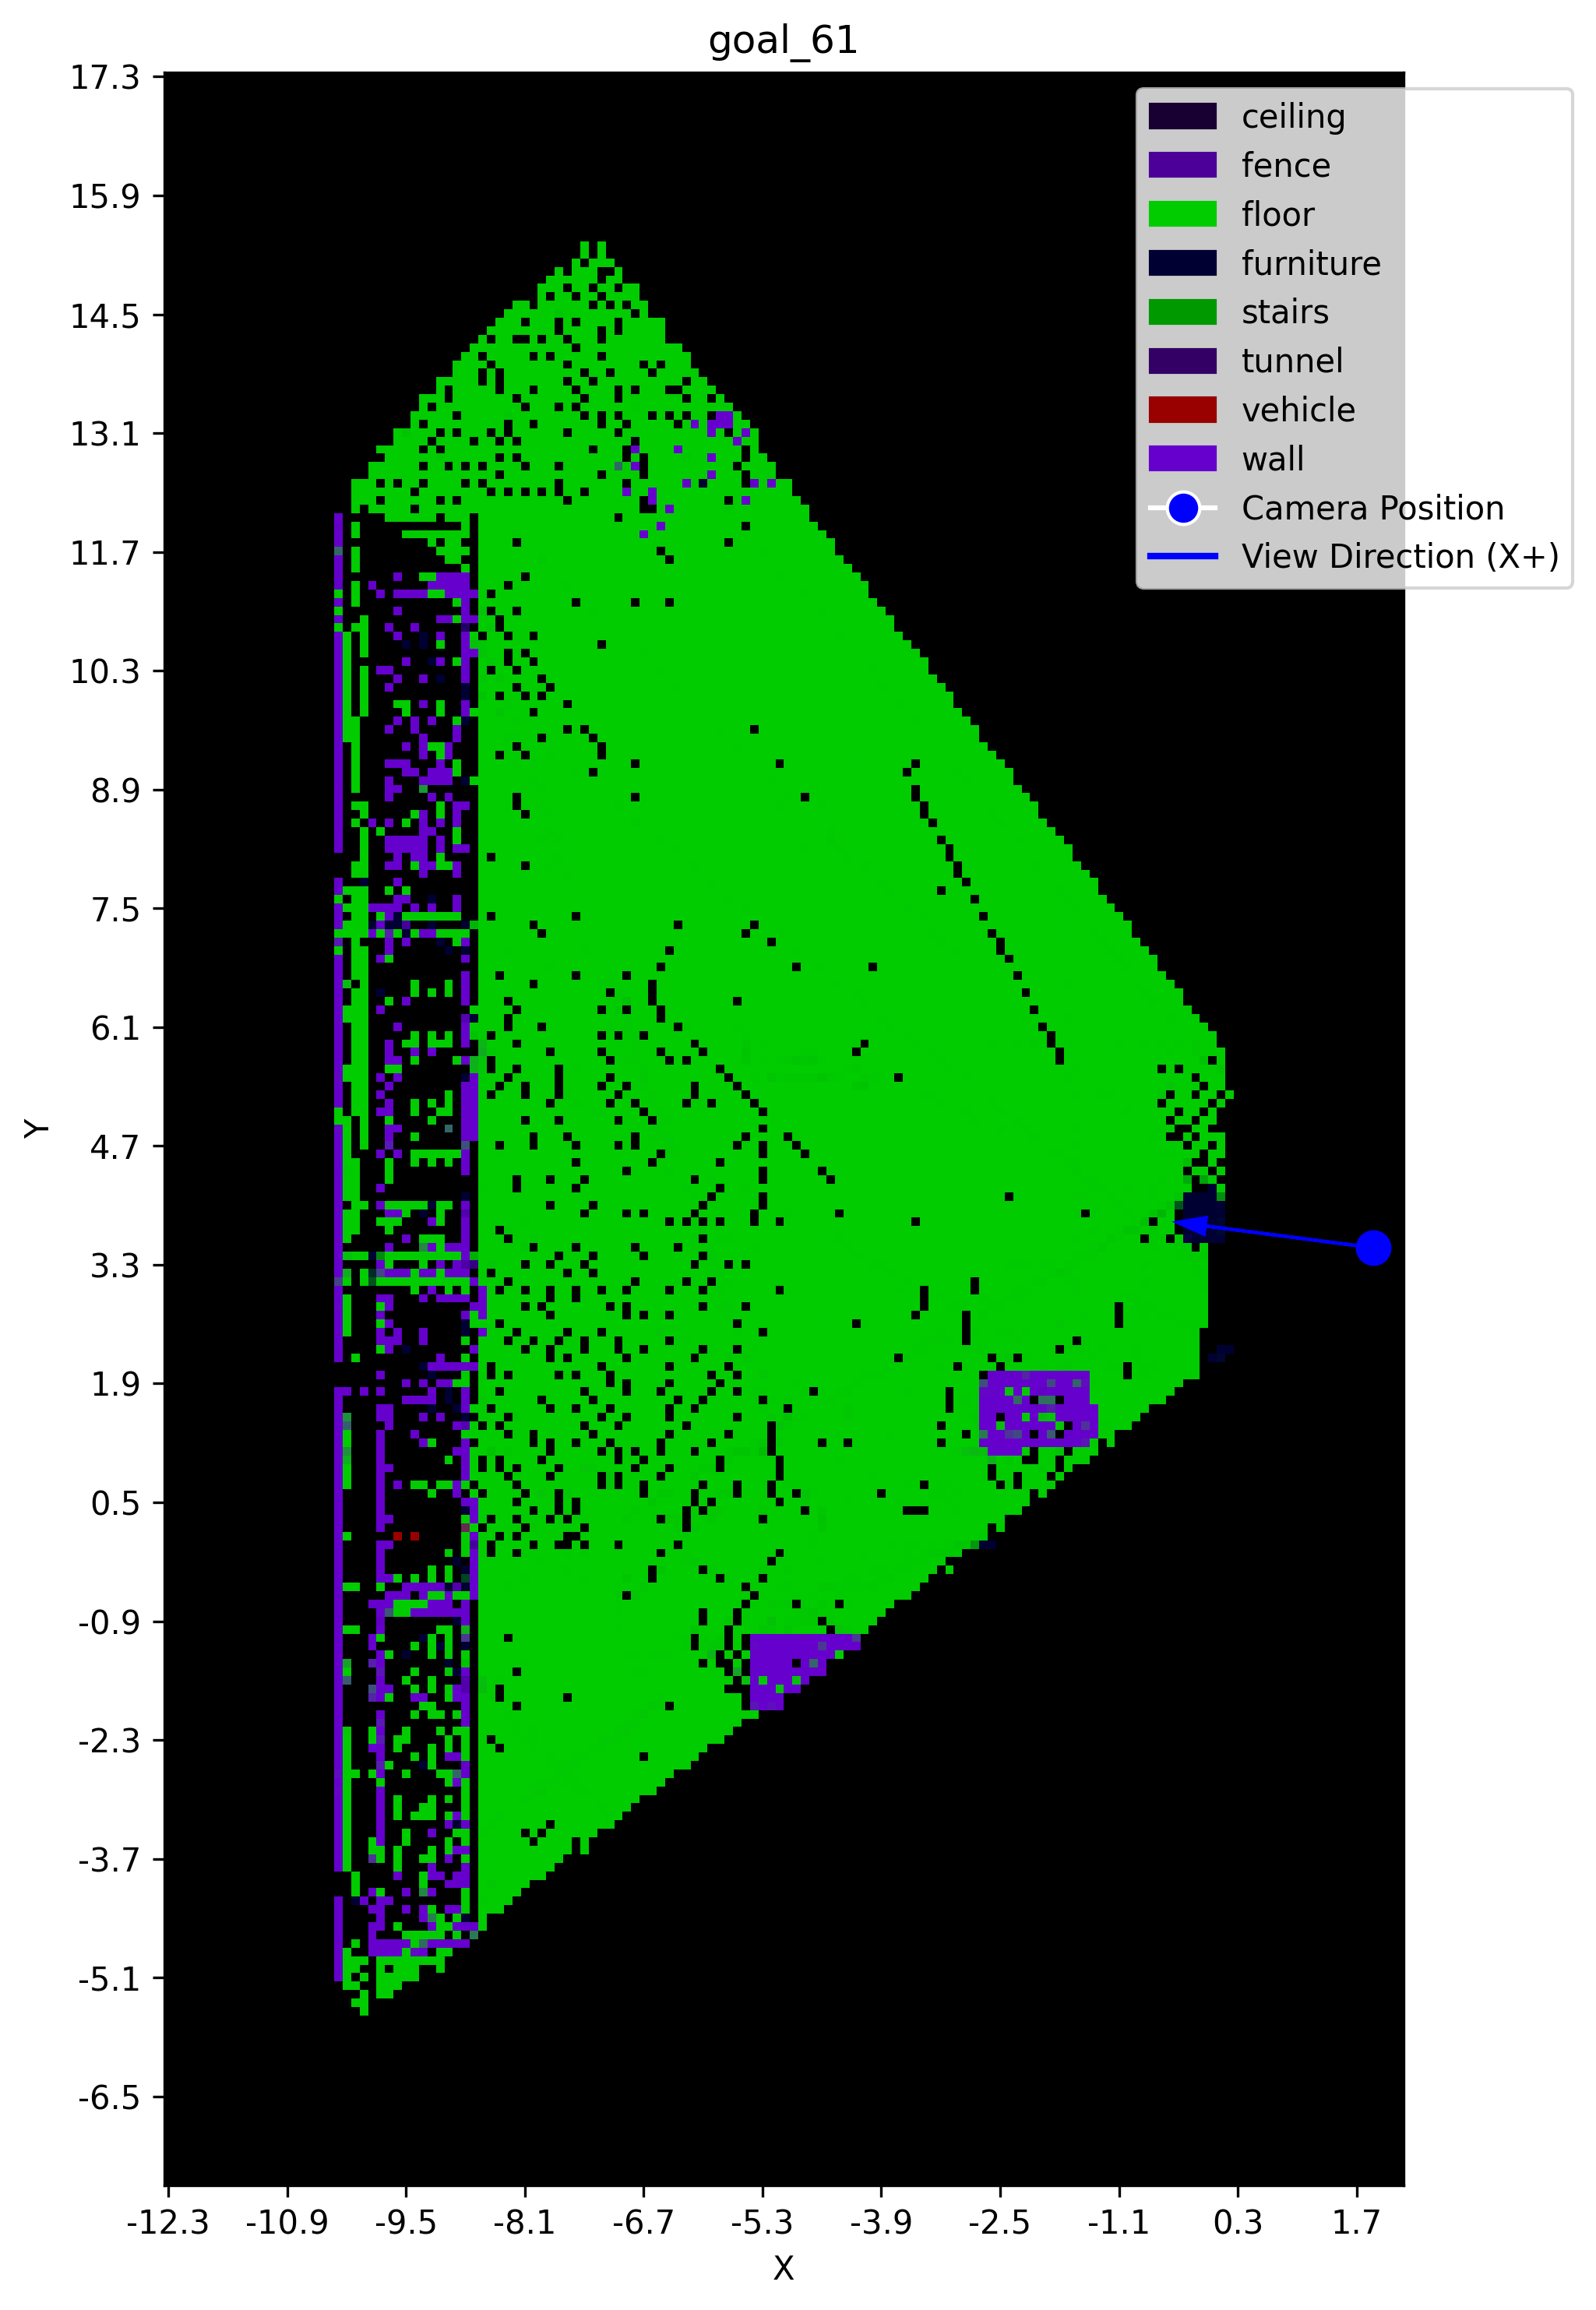 goal_61
17.3
15.9
14.5
13.1
11.7
10.3
8.9
7.5
6.1
4.7
3.3
1.9
0.5
-0.9
-2.3
-3.7
-5.1
-6.5
Y
ceiling
fence
floor
furniture
stairs
tunnel
vehicle
wall
Camera Position
View Direction (X+)
-12.3 -10.9 -9.5 -8.1 -6.7 -5.3 -3.9 -2.5 -1.1 0.3 1.7
X